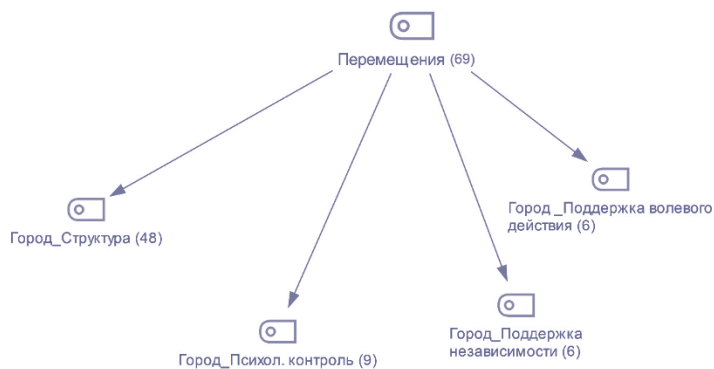 Перемещения (69)
Город _Поддержка волевого
действия (6)
Город_Структура (48)
Город_Поддержка
независимости (6)
Город_Психол. контроль (9)